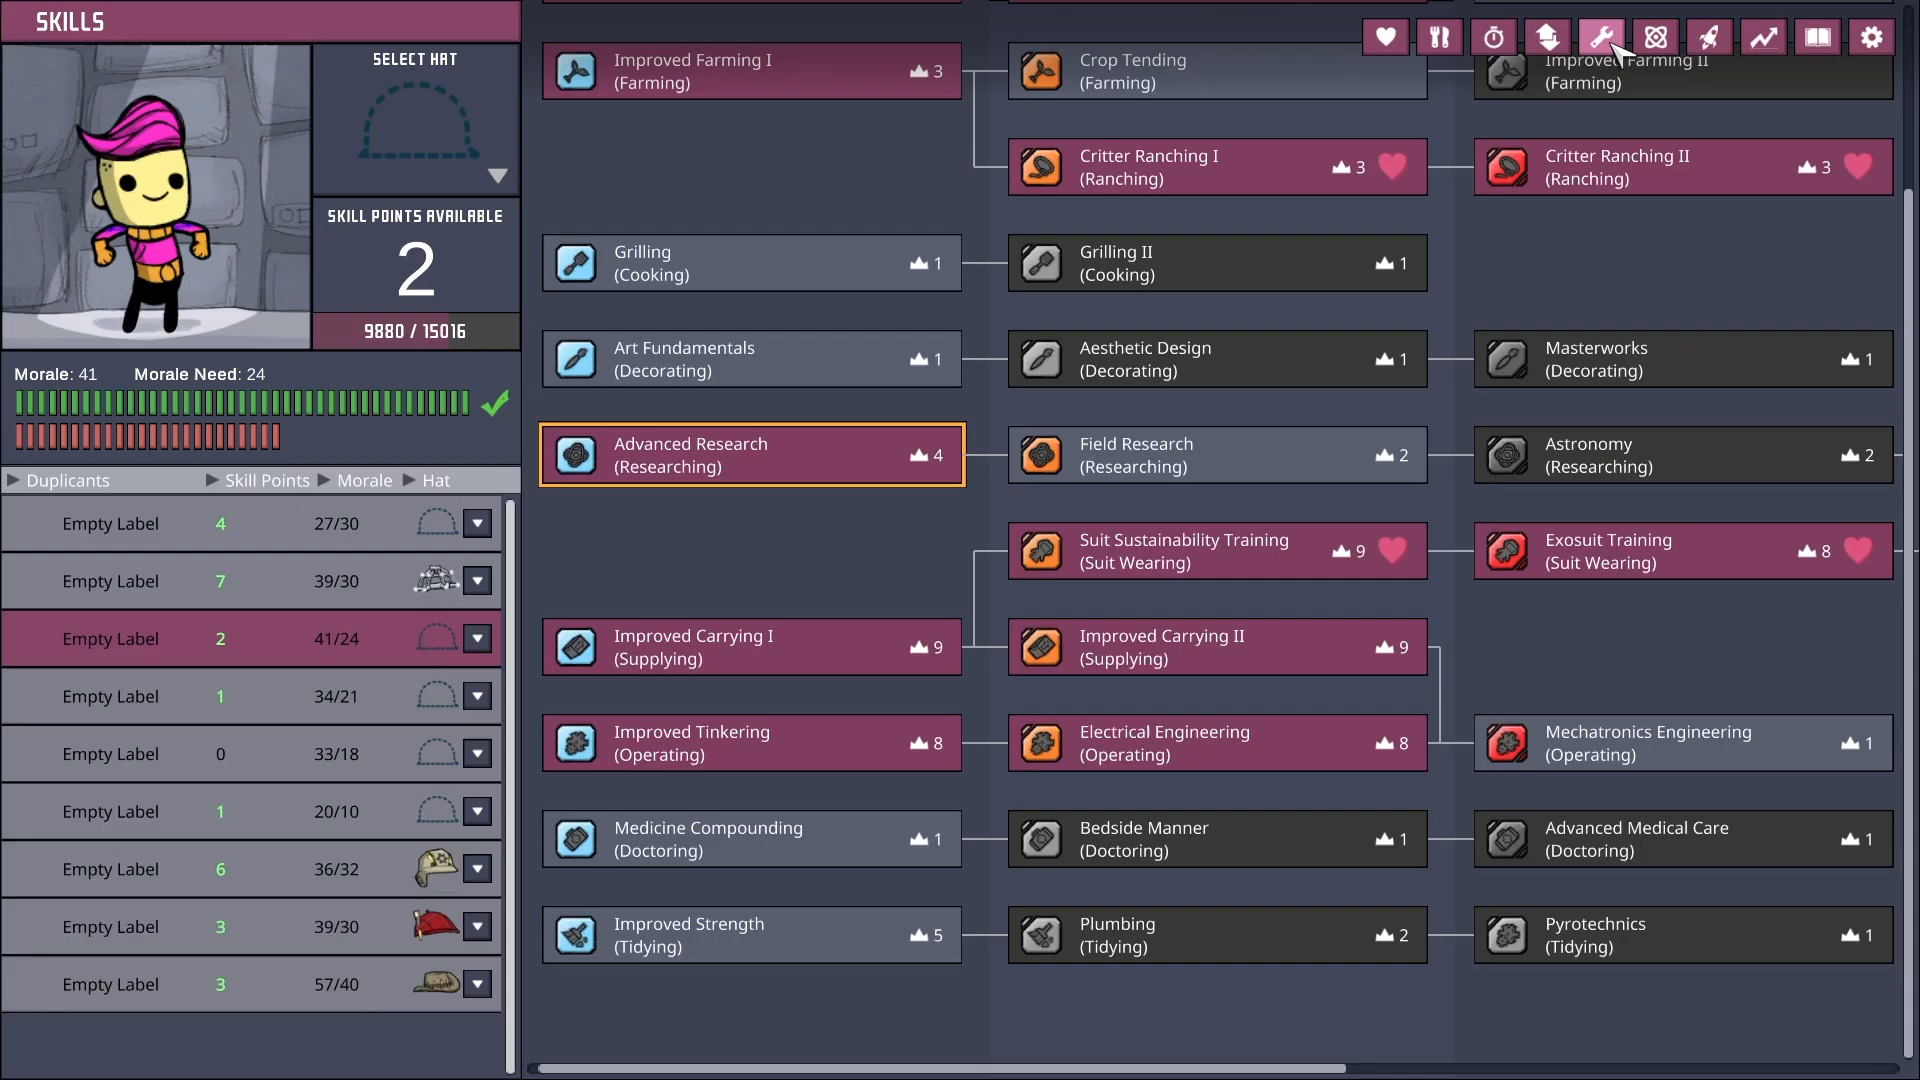 SKILLS
SELECT HAT
SKILL POINTS AVAILABLE
2
9880 / 15016
Morale: 41 Morale Need: 24
Duplicants Skill Points Morale Hat
Empty Label 4 27/30
Empty Label 7 39/30
Empty Label 2 41/24
Empty Label 1 34/21
Empty Label 0 33/18
Empty Label 1 20/10
Empty Label 6 36/32
Empty Label 3 39/30
Empty Label 3 57/40
Improved Farming I
(Farming)
3
Crop Tending
(Farming)
Improved Farming II
(Farming)
Critter Ranching I
(Ranching)
3
Critter Ranching II
(Ranching)
3
Grilling
(Cooking)
1
Grilling II
(Cooking)
1
Art Fundamentals
(Decorating)
1
Aesthetic Design
(Decorating)
1
Masterworks
(Decorating)
1
Advanced Research
(Researching)
4
Field Research
(Researching)
2
Astronomy
(Researching)
2
Suit Sustainability Training
(Suit Wearing)
9
Exosuit Training
(Suit Wearing)
8
Improved Carrying I
(Supplying)
9
Improved Carrying II
(Supplying)
9
Improved Tinkering
(Operating)
8
Electrical Engineering
(Operating)
8
Mechatronics Engineering
(Operating)
1
Medicine Compounding
(Doctoring)
1
Bedside Manner
(Doctoring)
1
Advanced Medical Care
(Doctoring)
1
Improved Strength
(Tidying)
5
Plumbing
(Tidying)
2
Pyrotechnics
(Tidying)
1